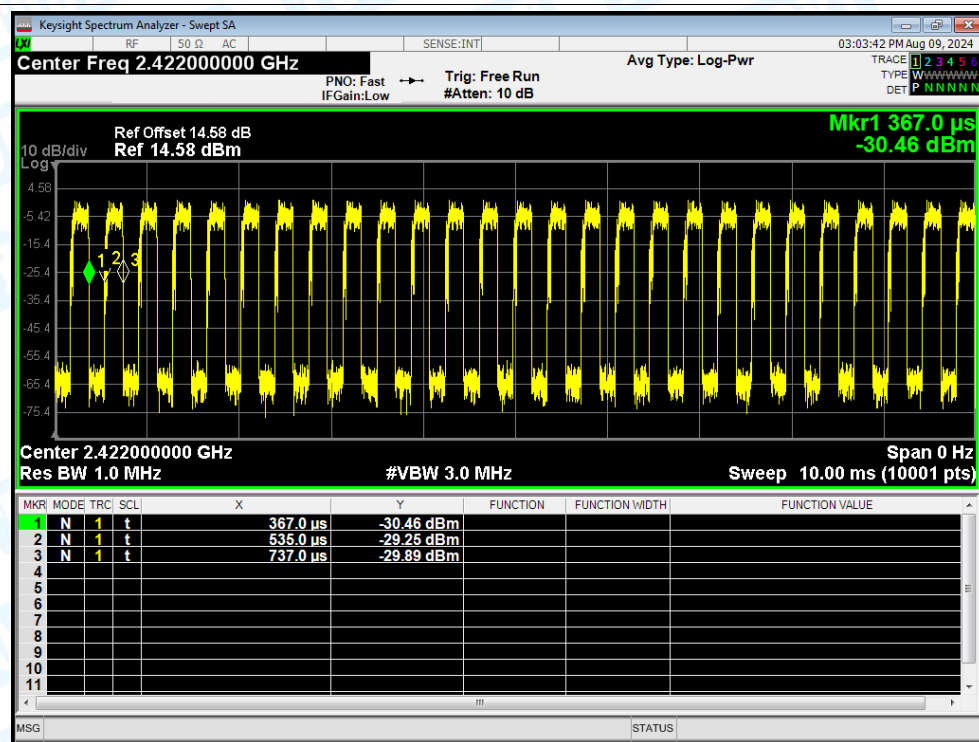 Keysight Spectrum Analyzer - Swept SA
LXI RF 50 Ω AC SENSE:INT 03:03:42 PM Aug 09, 2024
Center Freq 2.422000000 GHz
PNO: Fast
IFGain:Low
Trig: Free Run
#Atten: 10 dB
Avg Type: Log-Pwr
TRACE 1 2 3 4 5 6
TYPE WWWWWW
DET P N N N N N
Mkr1 367.0 µs
-30.46 dBm
Ref Offset 14.58 dB
10 dB/div Ref 14.58 dBm
Log
4.58
-5.42
-15.4
-25.4
-35.4
-45.4
-55.4
-65.4
-75.4
1 2 3
Center 2.422000000 GHz Span 0 Hz
Res BW 1.0 MHz #VBW 3.0 MHz Sweep 10.00 ms (10001 pts)
MKR MODE TRC SCL X Y FUNCTION FUNCTION WIDTH FUNCTION VALUE
1 N 1 t 367.0 µs -30.46 dBm
2 N 1 t 535.0 µs -29.25 dBm
3 N 1 t 737.0 µs -29.89 dBm
4
5
6
7
8
9
10
11
MSG STATUS